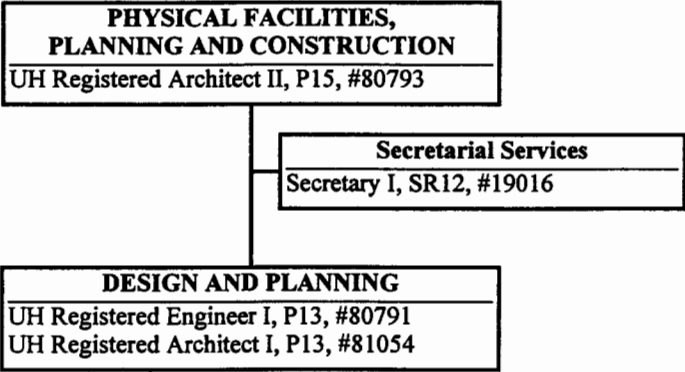 PHYSICAL FACILITIES,
PLANNING AND CONSTRUCTION
UH Registered Architect II, P15, #80793
Secretarial Services
Secretary I, SR12, #19016
DESIGN AND PLANNING
UH Registered Engineer I, P13, #80791
UH Registered Architect I, P13, #81054